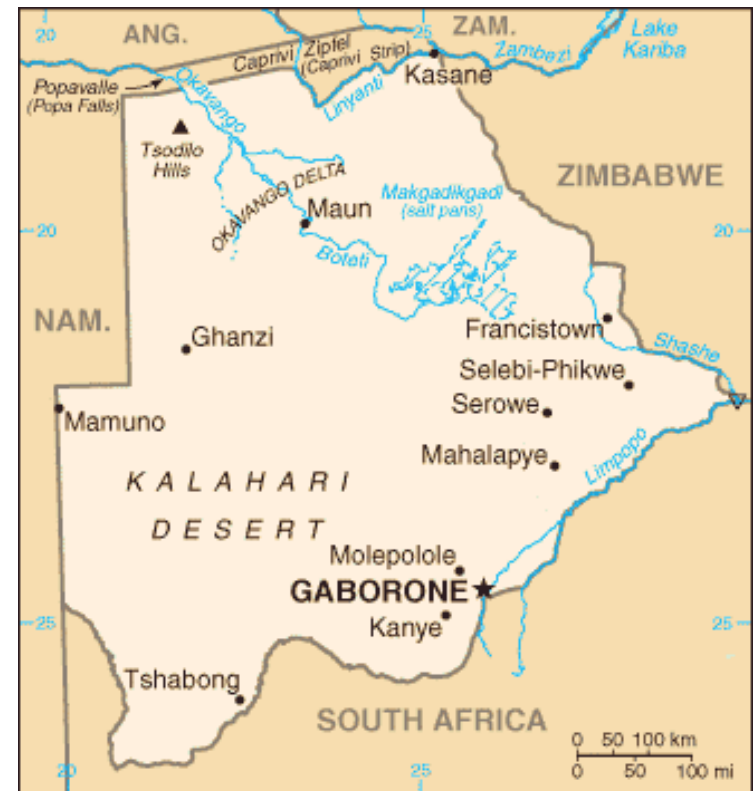 20
ANG.
25
ZAM.
Lake
Kariba
Caprivi Zipfel
(Caprivi Strip)
Zambezi
Kasane
Popavalle
(Popa Falls)
Okavango
Linyanti
Tsodilo
Hills
ZIMBABWE
OKAVANGO DELTA
Makgadikgadi
(salt pans)
Maun
20
20
Boteti
NAM.
Ghanzi
Francistown
Shashe
Selebi-Phikwe
Serowe
Mamuno
Mahalapye
Limpopo
KALAHARI
DESERT
Molepolole
GABORONE
Kanye
25
25
Tshabong
SOUTH AFRICA
0 50 100 km
0 50 100 mi
20
25